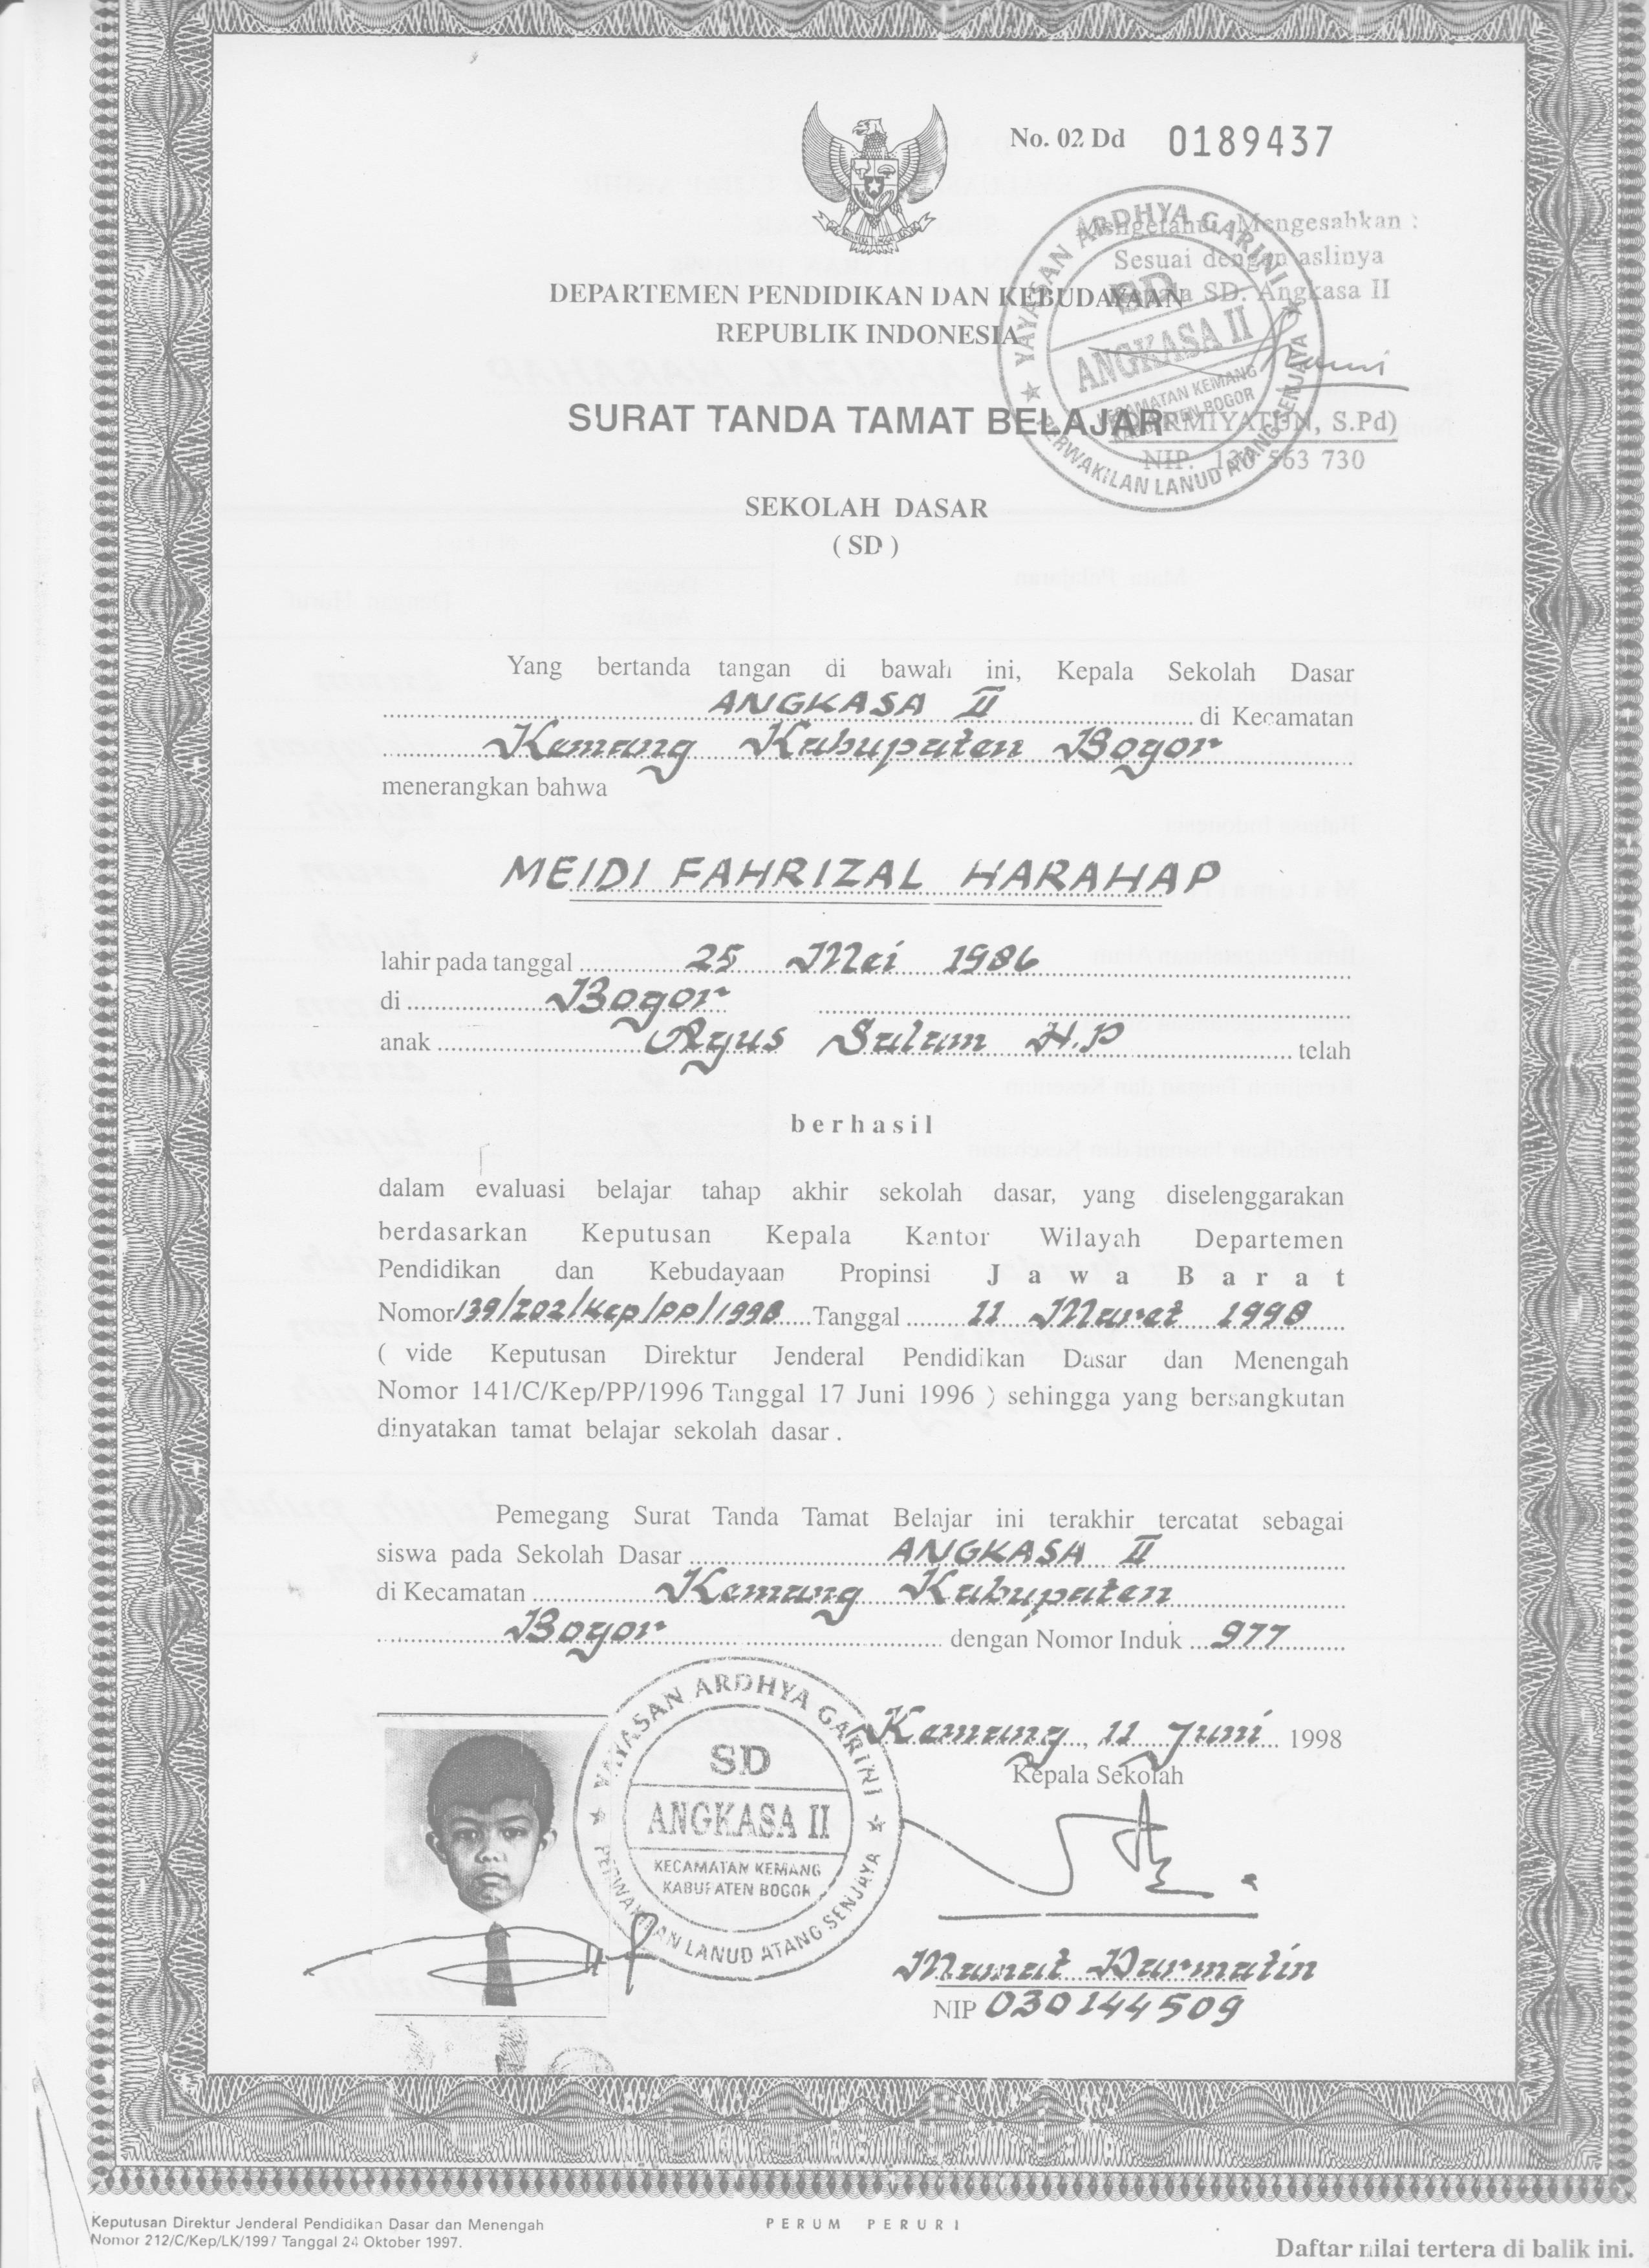 No. 02 Dd 0189437
Mengetahui Mengesahkan :
Sesuai dengan aslinya
Kepala SD. Angkasa II
YAYASAN ARDHYA GARINI
SD
ANGKASA II
KECAMATAN KEMANG
KABUPATEN BOGOR
PERWAKILAN LANUD ATANG SENJAYA
DARMIYATUN, S.Pd)
NIP. 130 563 730
DEPARTEMEN PENDIDIKAN DAN KEBUDAYAAN
REPUBLIK INDONESIA
SURAT TANDA TAMAT BELAJAR
SEKOLAH DASAR
( SD )
Yang bertanda tangan di bawah ini, Kepala Sekolah Dasar
ANGKASA II di Kecamatan
Kemang Kabupaten Bogor
menerangkan bahwa
MEIDI FAHRIZAL HARAHAP
lahir pada tanggal 25 Mei 1986
di Bogor
anak Agus Salam H.P telah
berhasil
dalam evaluasi belajar tahap akhir sekolah dasar, yang diselenggarakan
berdasarkan Keputusan Kepala Kantor Wilayah Departemen
Pendidikan dan Kebudayaan Propinsi Jawa Barat
Nomor 139/202/Kep/PP/1998 Tanggal 11 Maret 1998
( vide Keputusan Direktur Jenderal Pendidikan Dasar dan Menengah
Nomor 141/C/Kep/PP/1996 Tanggal 17 Juni 1996 ) sehingga yang bersangkutan
dinyatakan tamat belajar sekolah dasar .
Pemegang Surat Tanda Tamat Belajar ini terakhir tercatat sebagai
siswa pada Sekolah Dasar ANGKASA II
di Kecamatan Kemang Kabupaten
Bogor dengan Nomor Induk 977
YAYASAN ARDHYA GARINI
SD
ANGKASA II
KECAMATAN KEMANG
KABUPATEN BOGOR
PERWAKILAN LANUD ATANG SENJAYA
Kemang, 11 Juni 1998
Kepala Sekolah
Mamat Darmatin
NIP 030144509
Keputusan Direktur Jenderal Pendidikan Dasar dan Menengah
Nomor 212/C/Kep/LK/1997 Tanggal 24 Oktober 1997.
PERUM PERURI
Daftar nilai tertera di balik ini.